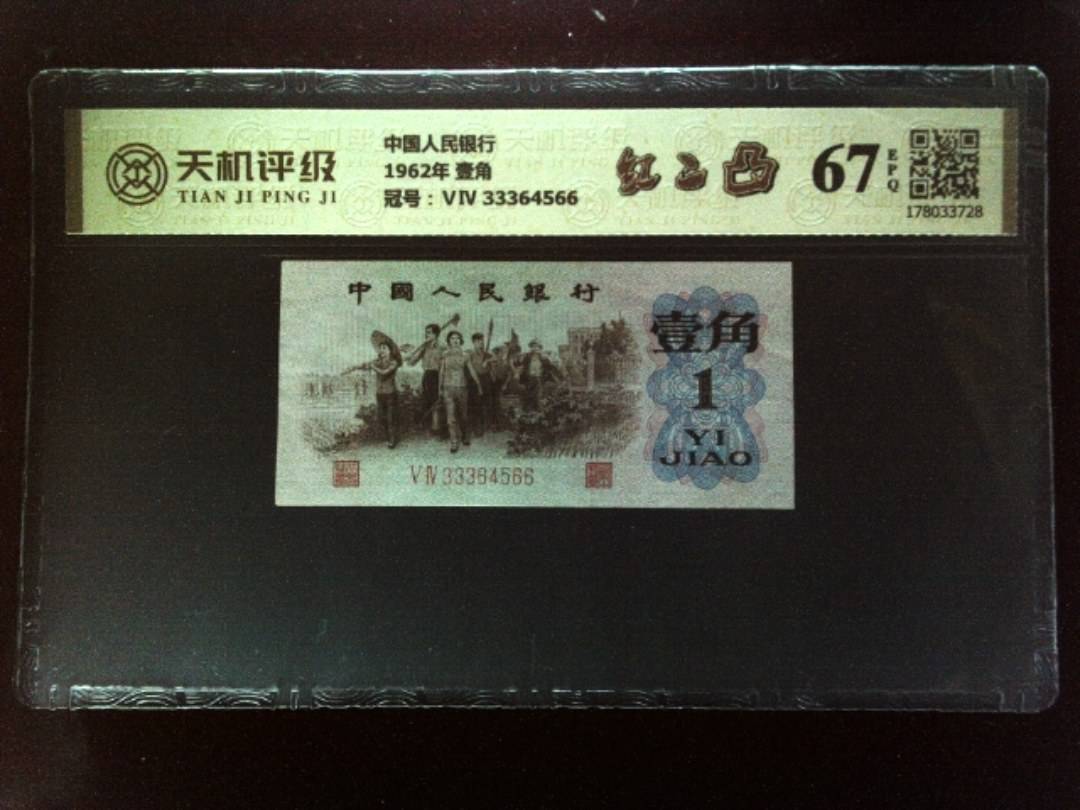 天机评级
TIAN JI PING JI
中国人民银行
1962年 壹角
冠号：ⅤⅣ 33364566
红二凸
67
EPQ
178033728
中國人民銀行
壹角
1
YI
JIAO
ⅤⅣ 33364566